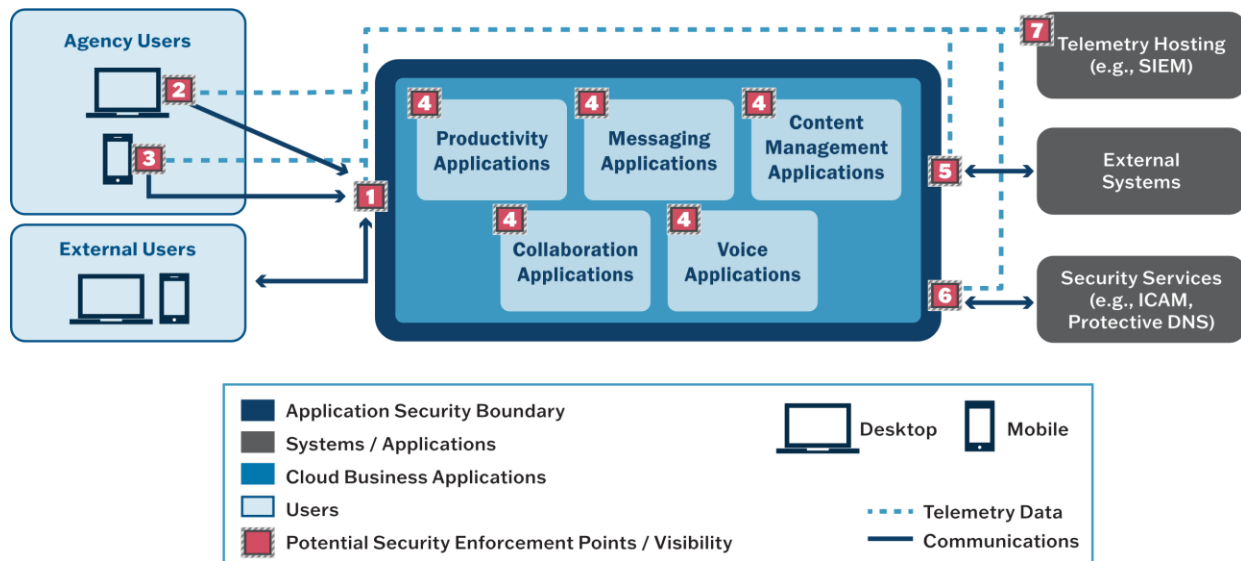 Agency Users
2
3
External Users
1
4
Productivity
Applications
4
Messaging
Applications
4
Content
Management
Applications
4
Collaboration
Applications
4
Voice
Applications
5
6
7
Telemetry Hosting
(e.g., SIEM)
External
Systems
Security Services
(e.g., ICAM,
Protective DNS)
Application Security Boundary
Systems / Applications
Cloud Business Applications
Users
Potential Security Enforcement Points / Visibility
Desktop
Mobile
Telemetry Data
Communications